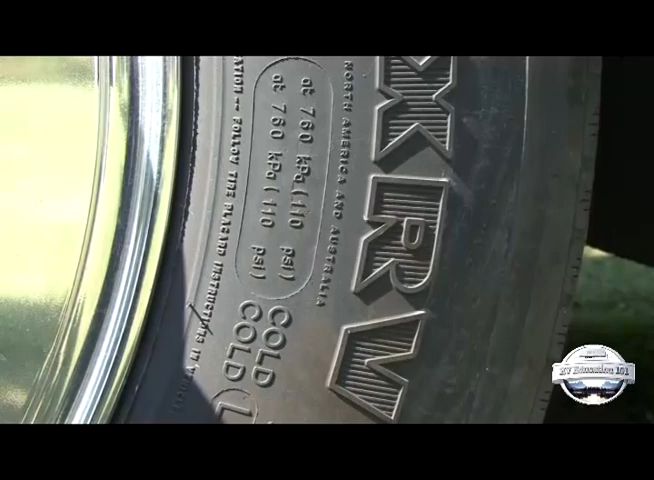 XRV
NORTH AMERICA AND AUSTRALIA
at 760 kPa (110 psi) COLD
at 760 kPa (110 psi) COLD
-- FOLLOW TIRE PLACARD INSTRUCTIONS IN
RV Education 101